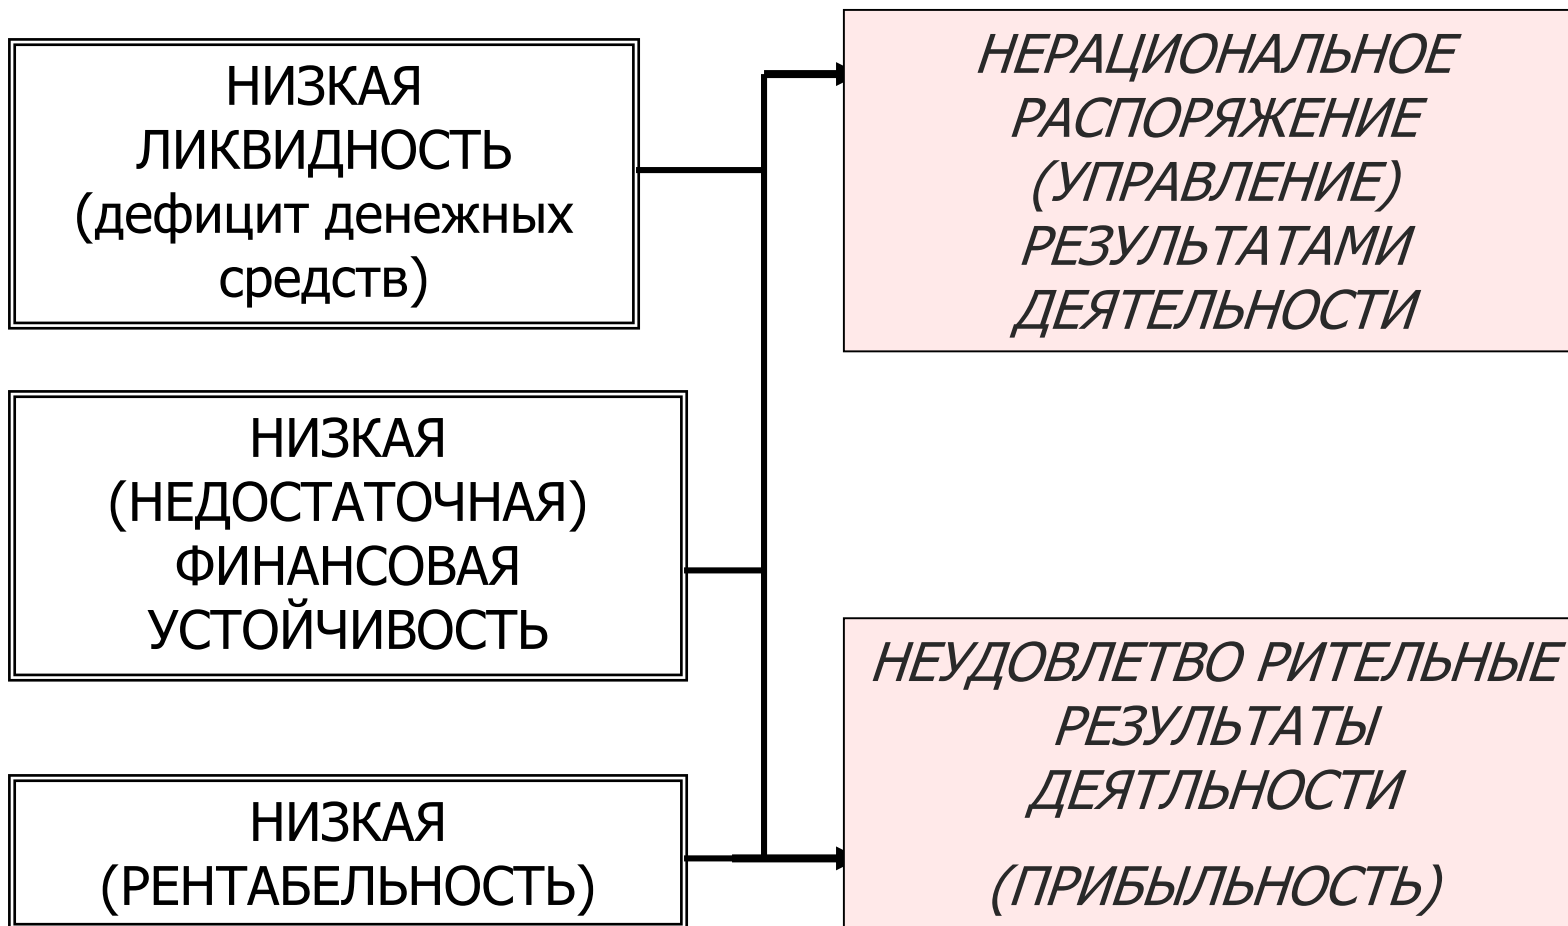 НИЗКАЯ
ЛИКВИДНОСТЬ
(дефицит денежных
средств)
НИЗКАЯ
(НЕДОСТАТОЧНАЯ)
ФИНАНСОВАЯ
УСТОЙЧИВОСТЬ
НИЗКАЯ
(РЕНТАБЕЛЬНОСТЬ)
НЕРАЦИОНАЛЬНОЕ
РАСПОРЯЖЕНИЕ
(УПРАВЛЕНИЕ)
РЕЗУЛЬТАТАМИ
ДЕЯТЕЛЬНОСТИ
НЕУДОВЛЕТВО РИТЕЛЬНЫЕ
РЕЗУЛЬТАТЫ
ДЕЯТЛЬНОСТИ
(ПРИБЫЛЬНОСТЬ)